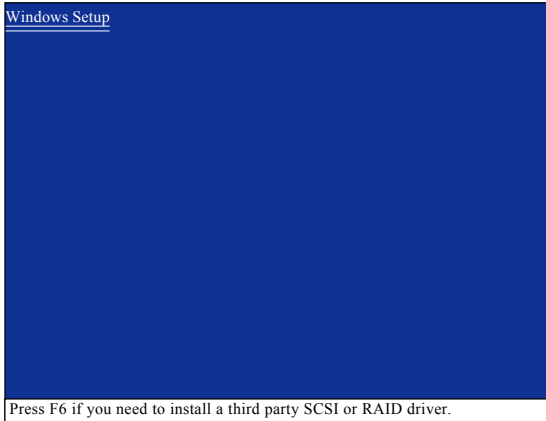 Windows Setup
Press F6 if you need to install a third party SCSI or RAID driver.